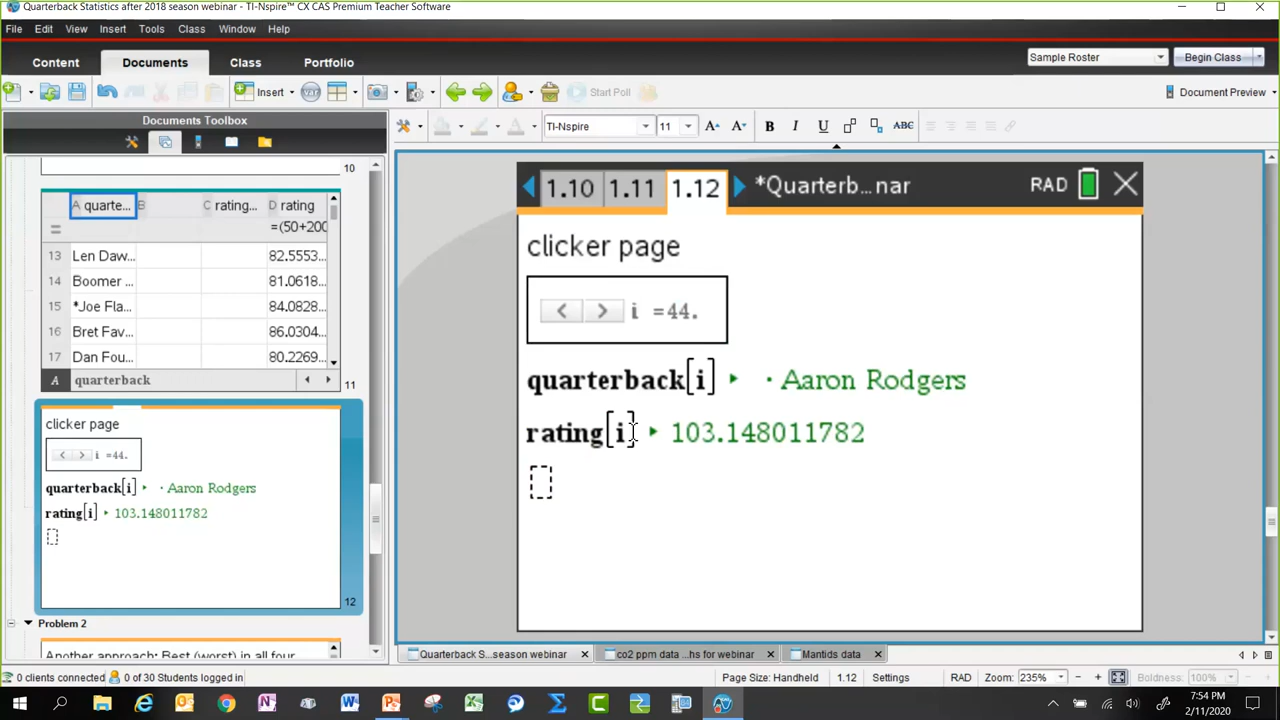 Quarterback Statistics after 2018 season webinar - TI-Nspire™ CX CAS Premium Teacher Software
File Edit View Insert Tools Class Window Help
Content Documents Class Portfolio
Sample Roster
Begin Class
Insert
Start Poll
Document Preview
Documents Toolbox
TI-Nspire 11 A A B I U ABC
10
A quarte... B C rating... D rating
= =(50+200
13 Len Daw... 82.5553...
14 Boomer ... 81.0618...
15 *Joe Fla... 84.0828...
16 Bret Fav... 86.0304...
17 Dan Fou... 80.2269...
A quarterback
11
clicker page
< > i =44.
quarterback[i] ▸ · Aaron Rodgers
rating[i] ▸ 103.148011782
12
Problem 2
Another approach: Best (worst) in all four
1.10 1.11 1.12 *Quarterb...nar RAD
clicker page
< > i =44.
quarterback[i] ▸ · Aaron Rodgers
rating[i] ▸ 103.148011782
Quarterback S...season webinar co2 ppm data ...hs for webinar Mantids data
0 clients connected 0 of 30 Students logged in Page Size: Handheld 1.12 Settings RAD Zoom: 235% - + Boldness: 100% - +
7:54 PM
2/11/2020